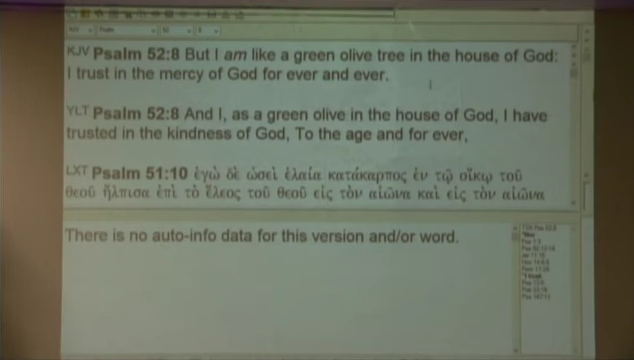 KJV Psalm 52:8 But I am like a green olive tree in the house of God:
I trust in the mercy of God for ever and ever.
YLT Psalm 52:8 And I, as a green olive in the house of God, I have
trusted in the kindness of God, To the age and for ever,
LXT Psalm 51:10 ἐγὼ δὲ ὡσεὶ ἐλαία κατάκαρπος ἐν τῷ οἴκῳ τοῦ
θεοῦ ἤλπισα ἐπὶ τὸ ἔλεος τοῦ θεοῦ εἰς τὸν αἰῶνα καὶ εἰς τὸν αἰῶνα
There is no auto-info data for this version and/or word.